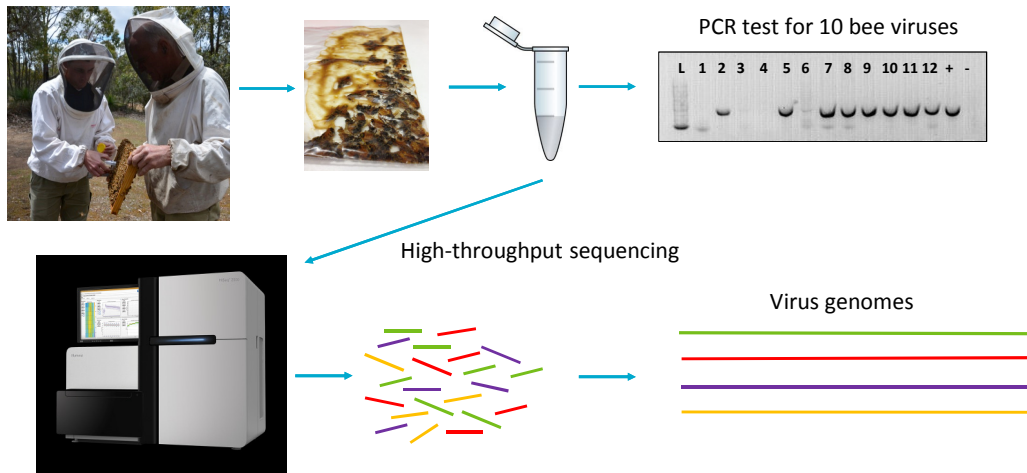 PCR test for 10 bee viruses
L 1 2 3 4 5 6 7 8 9 10 11 12 + -
High-throughput sequencing
Virus genomes